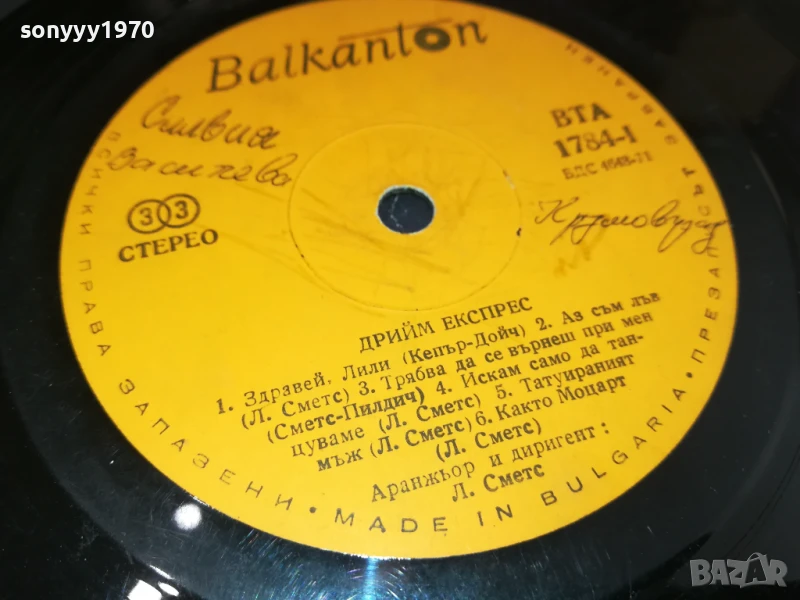 sonyyy1970
Balkanton
Силвия
Василева
ВТА
1784-I
БДС 4648-71
33
СТЕРЕО
Крумовград
ДРИЙМ ЕКСПРЕС
1. Здравей, Лили (Кепър-Дойч) 2. Аз съм лъв
(Л. Сметс) 3. Трябва да се върнеш при мен
(Сметс-Пилдич) 4. Искам само да тан-
цуваме (Л. Сметс) 5. Татуираният
мъж (Л. Сметс) 6. Както Моцарт
(Л. Сметс)
Аранжьор и диригент:
Л. Сметс
ВСИЧКИ ПРАВА ЗАПАЗЕНИ • MADE IN BULGARIA • ПРЕЗАПИСЪТ ЗАБРАНЕН
BAZAR